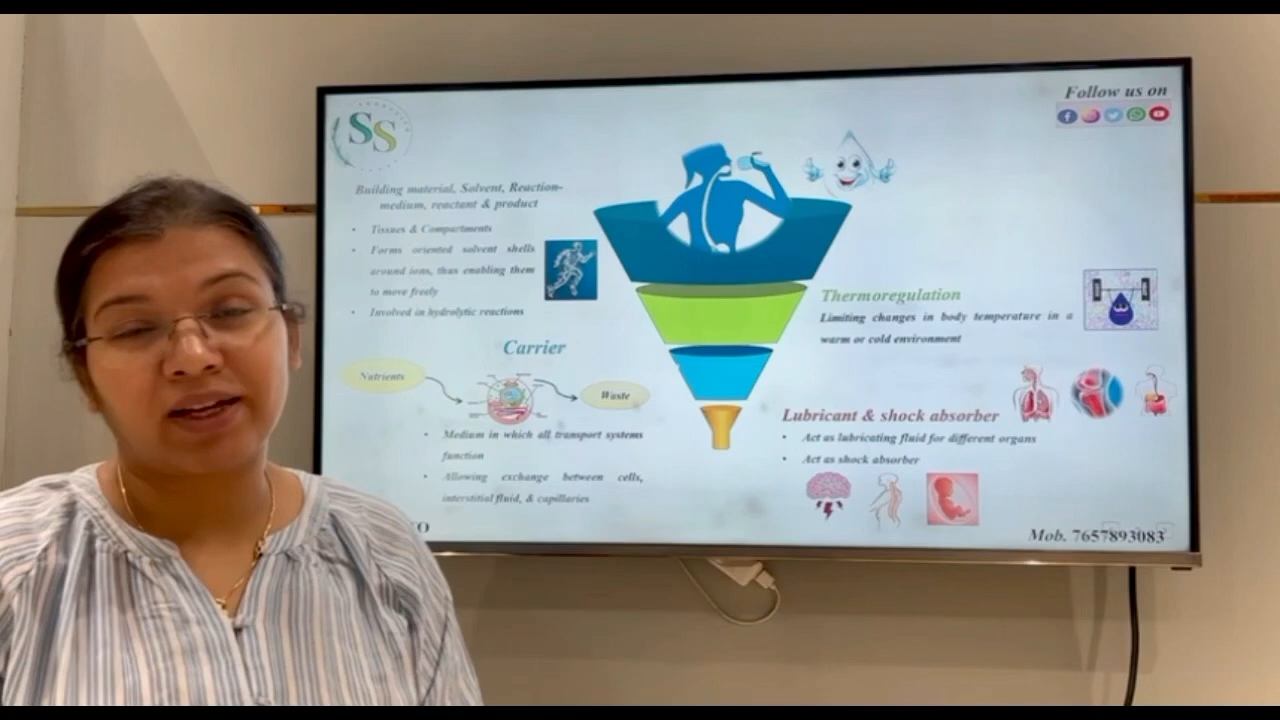 SS
Follow us on
Building material, Solvent, Reaction-
medium, reactant & product
• Tissues & Compartments
• Forms oriented solvent shells
around ions, thus enabling them
to move freely
• Involved in hydrolytic reactions
Carrier
Nutrients
Waste
• Medium in which all transport systems
function
• Allowing exchange between cells,
interstitial fluid, & capillaries
Thermoregulation
Limiting changes in body temperature in a
warm or cold environment
Lubricant & shock absorber
• Act as lubricating fluid for different organs
• Act as shock absorber
Mob. 7657893083